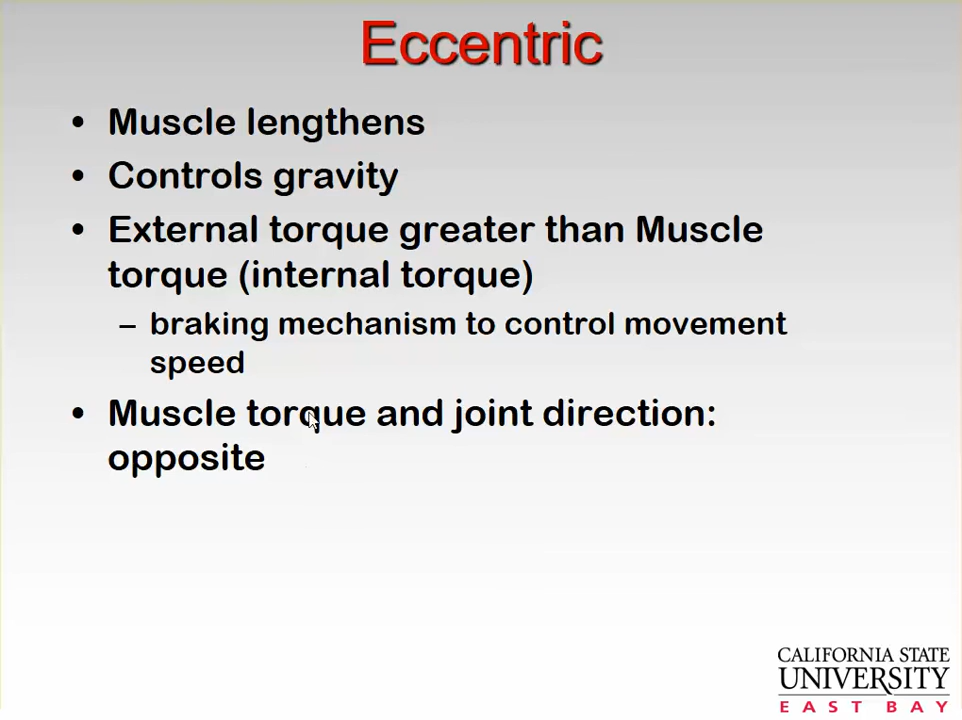 Eccentric
• Muscle lengthens
• Controls gravity
• External torque greater than Muscle
torque (internal torque)
– braking mechanism to control movement
speed
• Muscle torque and joint direction:
opposite
CALIFORNIA STATE
UNIVERSITY
EAST BAY